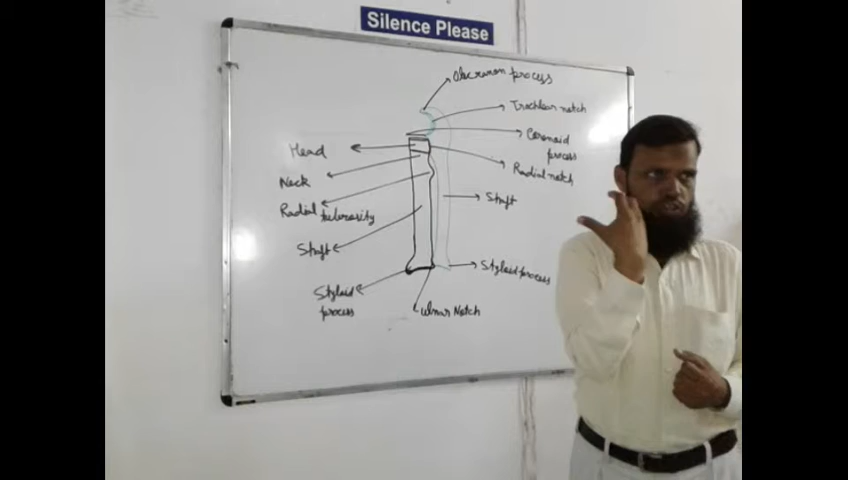 Silence Please
Olecranon process
Trochlear notch
Coronoid
process
Head
Radial notch
Neck
Shaft
Radial tuberosity
Shaft
Styloid process
Styloid
process
Ulnar Notch